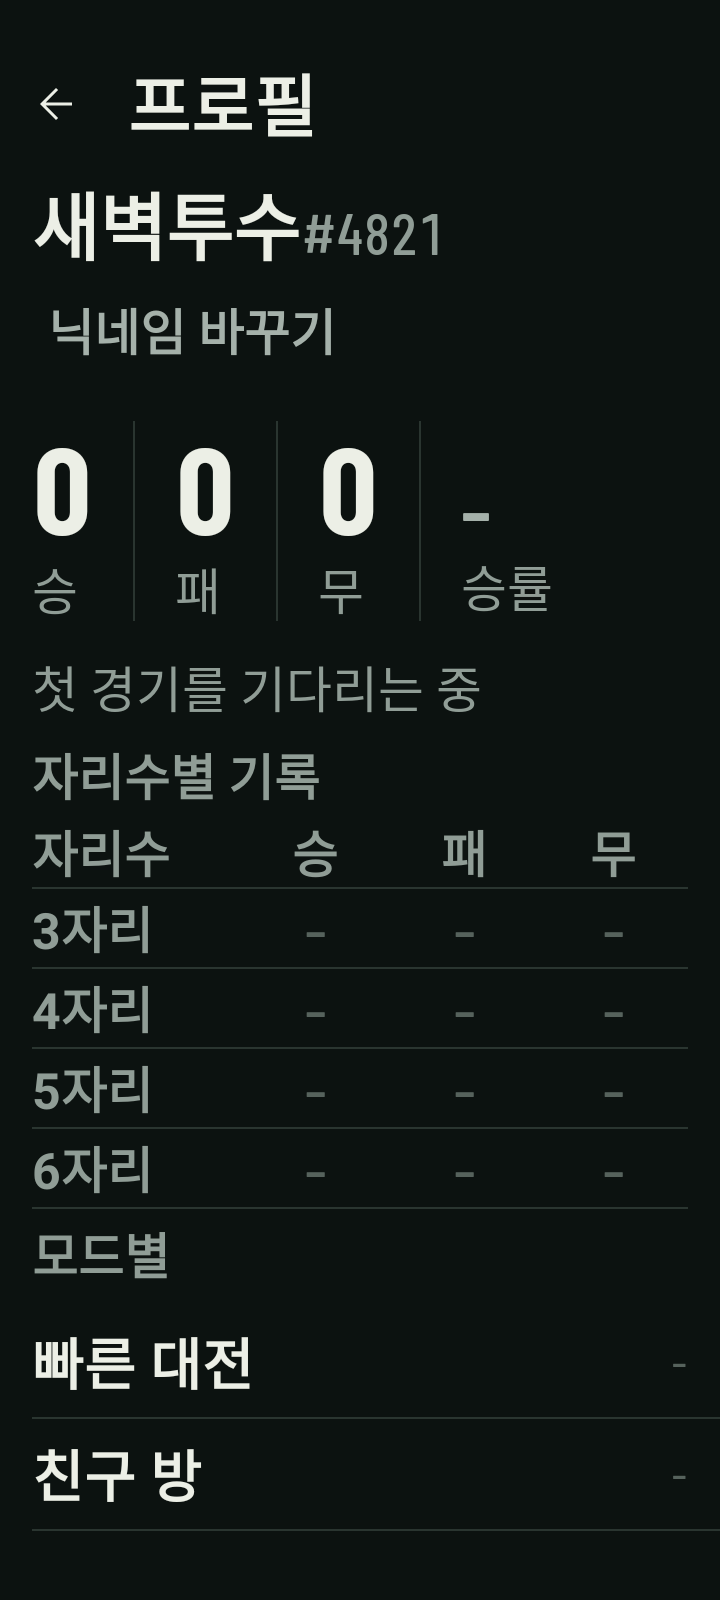 ← 프로필
새벽투수#4821
닉네임 바꾸기
0 0 0 -
승 패 무 승률
첫 경기를 기다리는 중
자리수별 기록
자리수 승 패 무
3자리 - - -
4자리 - - -
5자리 - - -
6자리 - - -
모드별
빠른 대전 -
친구 방 -